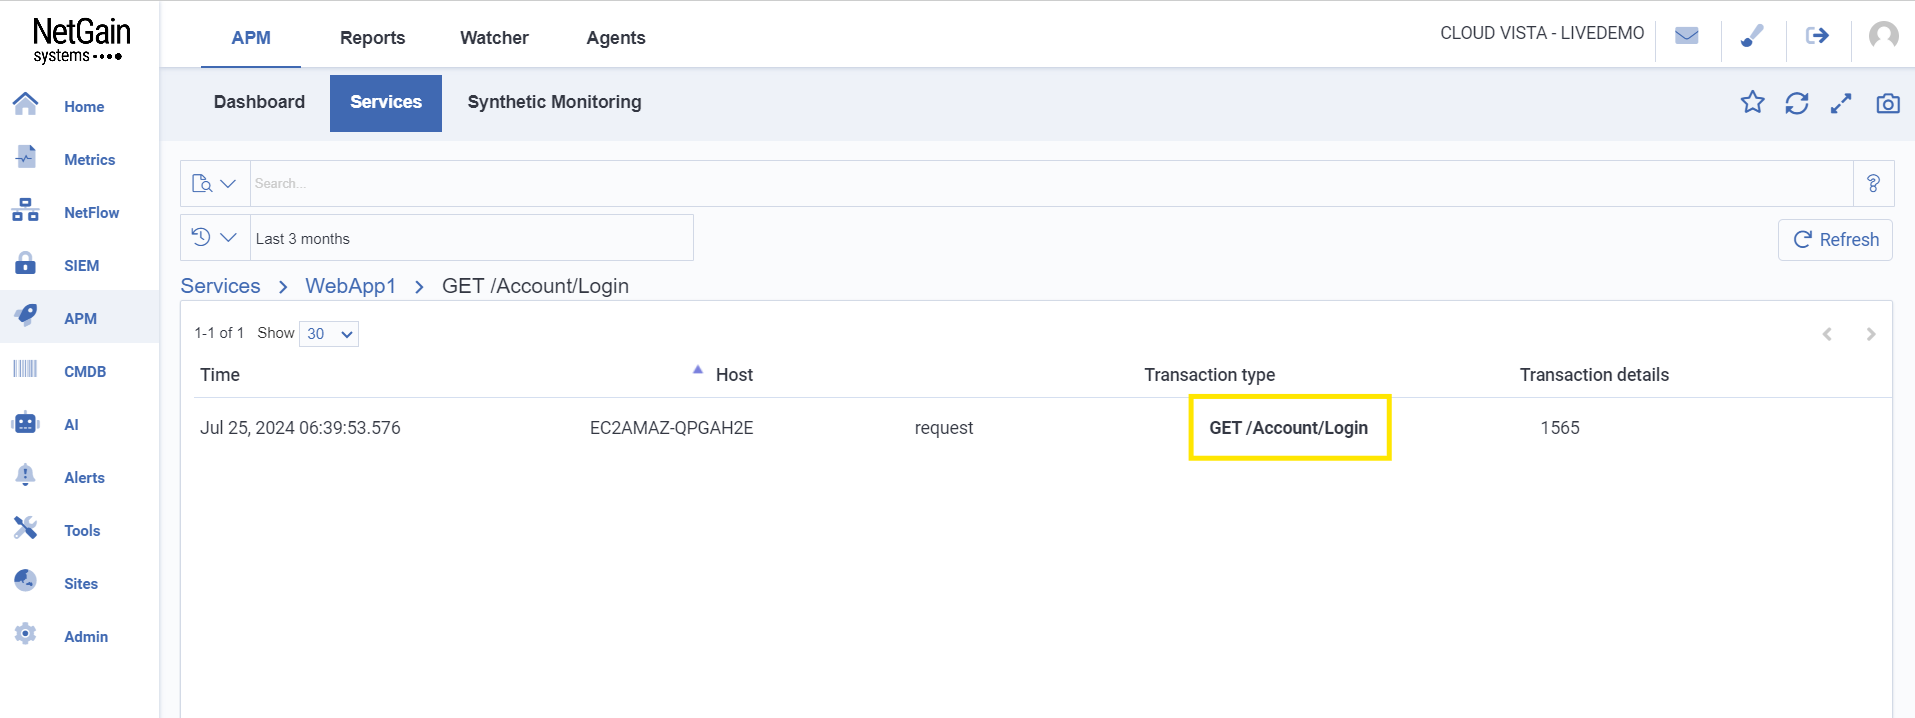 NetGain
systems
APM
Reports
Watcher
Agents
CLOUD VISTA - LIVEDEMO
Dashboard
Services
Synthetic Monitoring
Home
Metrics
NetFlow
SIEM
APM
CMDB
AI
Alerts
Tools
Sites
Admin
Search...
?
Last 3 months
Refresh
Services > WebApp1 > GET /Account/Login
1-1 of 1 Show 30
Time Host Transaction type Transaction details
Jul 25, 2024 06:39:53.576 EC2AMAZ-QPGAH2E request GET /Account/Login 1565